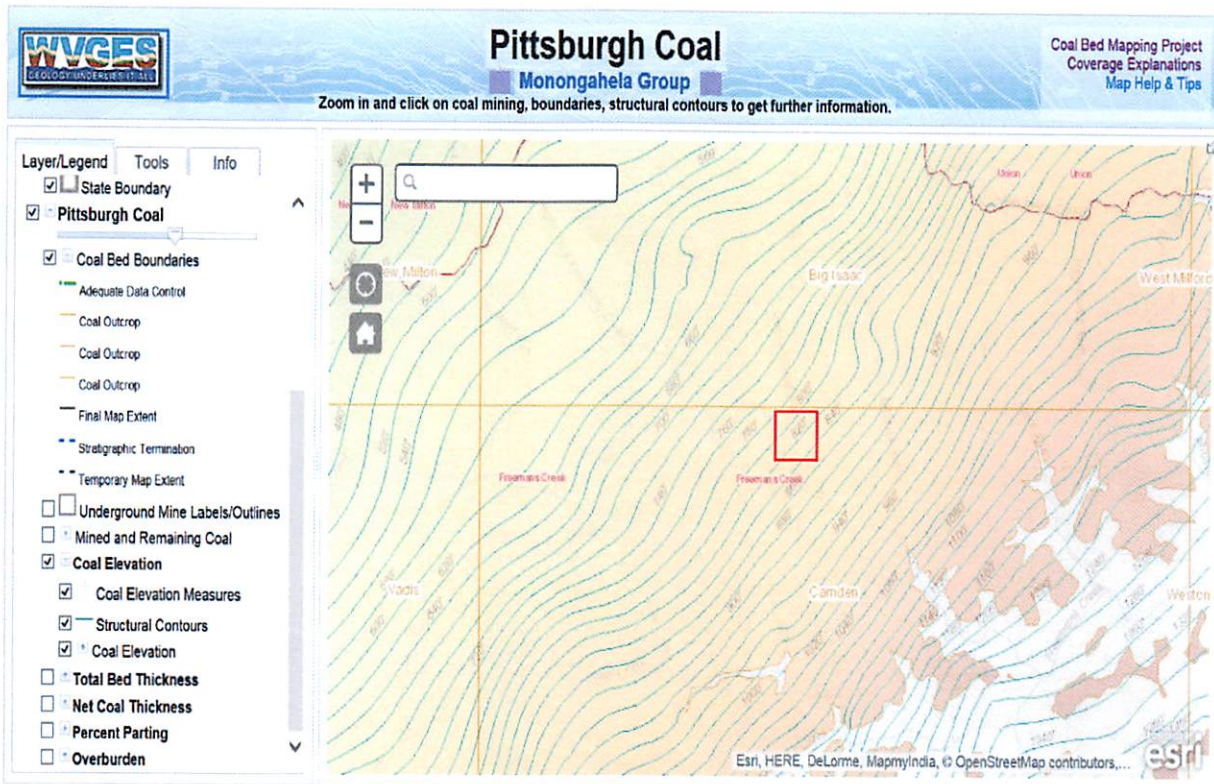 WVGES
GEOLOGY UNDERLIES IT ALL
Pittsburgh Coal
Monongahela Group
Zoom in and click on coal mining, boundaries, structural contours to get further information.
Coal Bed Mapping Project
Coverage Explanations
Map Help & Tips
Layer/Legend Tools Info
State Boundary
Pittsburgh Coal
Coal Bed Boundaries
Adequate Data Control
Coal Outcrop
Coal Outcrop
Coal Outcrop
Final Map Extent
Stratigraphic Termination
Temporary Map Extent
Underground Mine Labels/Outlines
Mined and Remaining Coal
Coal Elevation
Coal Elevation Measures
Structural Contours
Coal Elevation
Total Bed Thickness
Net Coal Thickness
Percent Parting
Overburden
+
−
560
Union Union
New Milton
ew Milton
Big Isaac
West Milford
Freemans Creek
Freemans Creek
Vadis
Camden
Weston
Esri, HERE, DeLorme, MapmyIndia, © OpenStreetMap contributors,...
esri